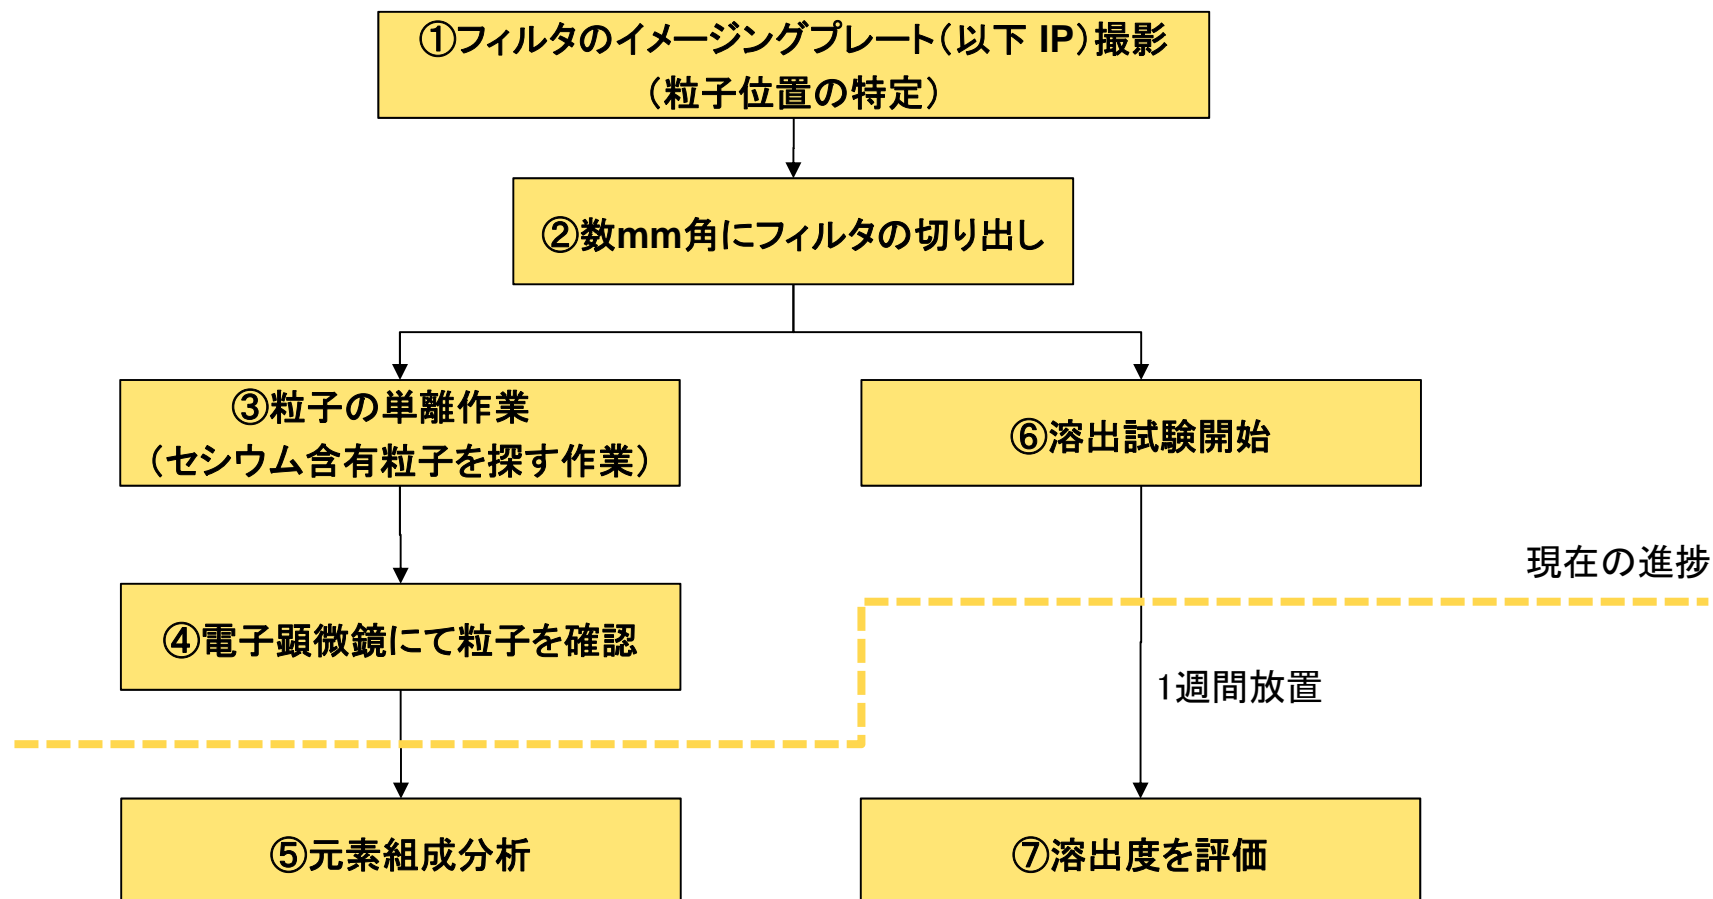 ①フィルタのイメージングプレート（以下 IP）撮影
（粒子位置の特定）
②数mm角にフィルタの切り出し
③粒子の単離作業
（セシウム含有粒子を探す作業）
⑥溶出試験開始
現在の進捗
④電子顕微鏡にて粒子を確認
1週間放置
⑤元素組成分析
⑦溶出度を評価